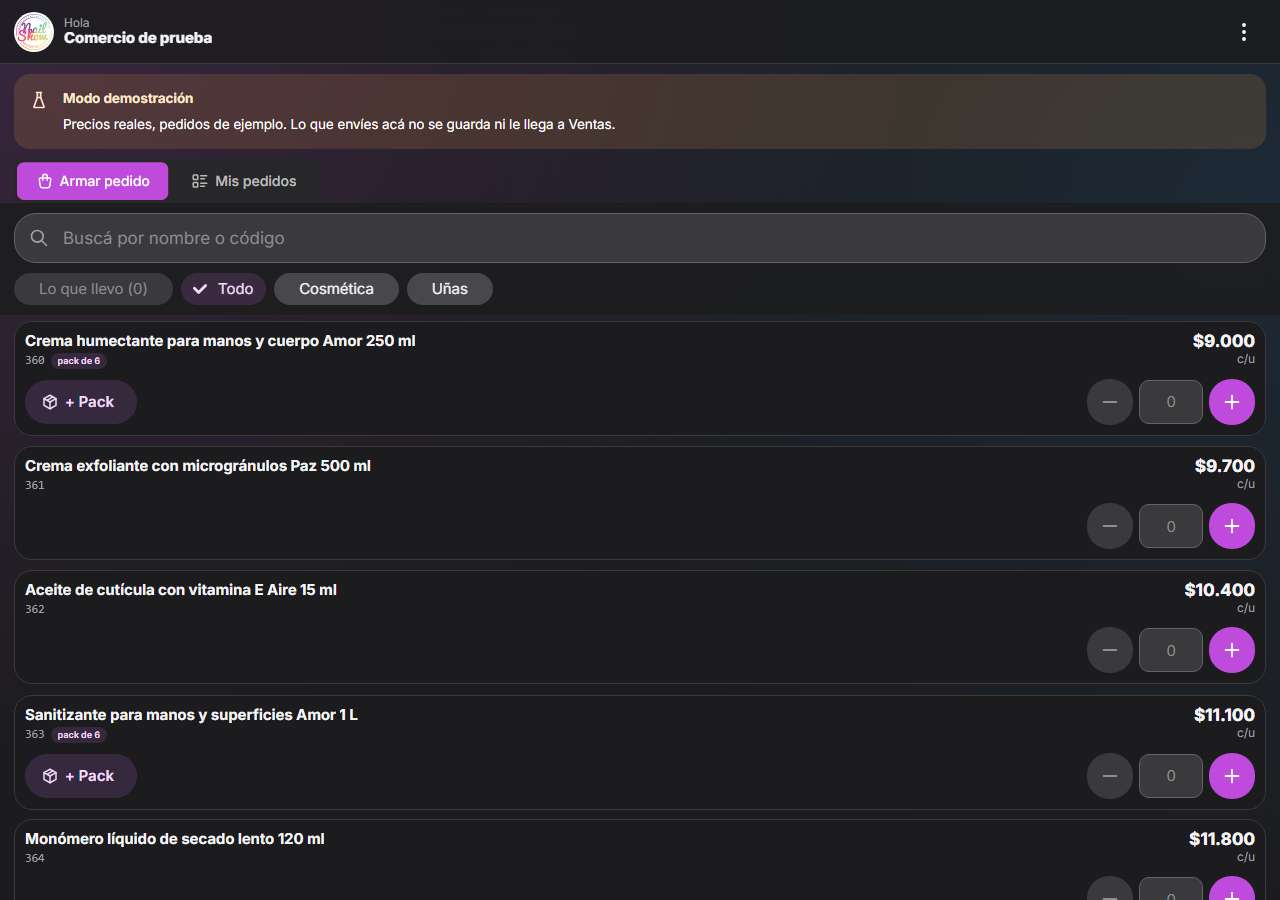 Nail
Show
Hola
Comercio de prueba
Modo demostración
Precios reales, pedidos de ejemplo. Lo que envíes acá no se guarda ni le llega a Ventas.
Armar pedido
Mis pedidos
Buscá por nombre o código
Lo que llevo (0)
Todo
Cosmética
Uñas
Crema humectante para manos y cuerpo Amor 250 ml
$9.000
360 pack de 6
c/u
+ Pack
0
Crema exfoliante con microgránulos Paz 500 ml
$9.700
361
c/u
0
Aceite de cutícula con vitamina E Aire 15 ml
$10.400
362
c/u
0
Sanitizante para manos y superficies Amor 1 L
$11.100
363 pack de 6
c/u
+ Pack
0
Monómero líquido de secado lento 120 ml
$11.800
364
c/u
0